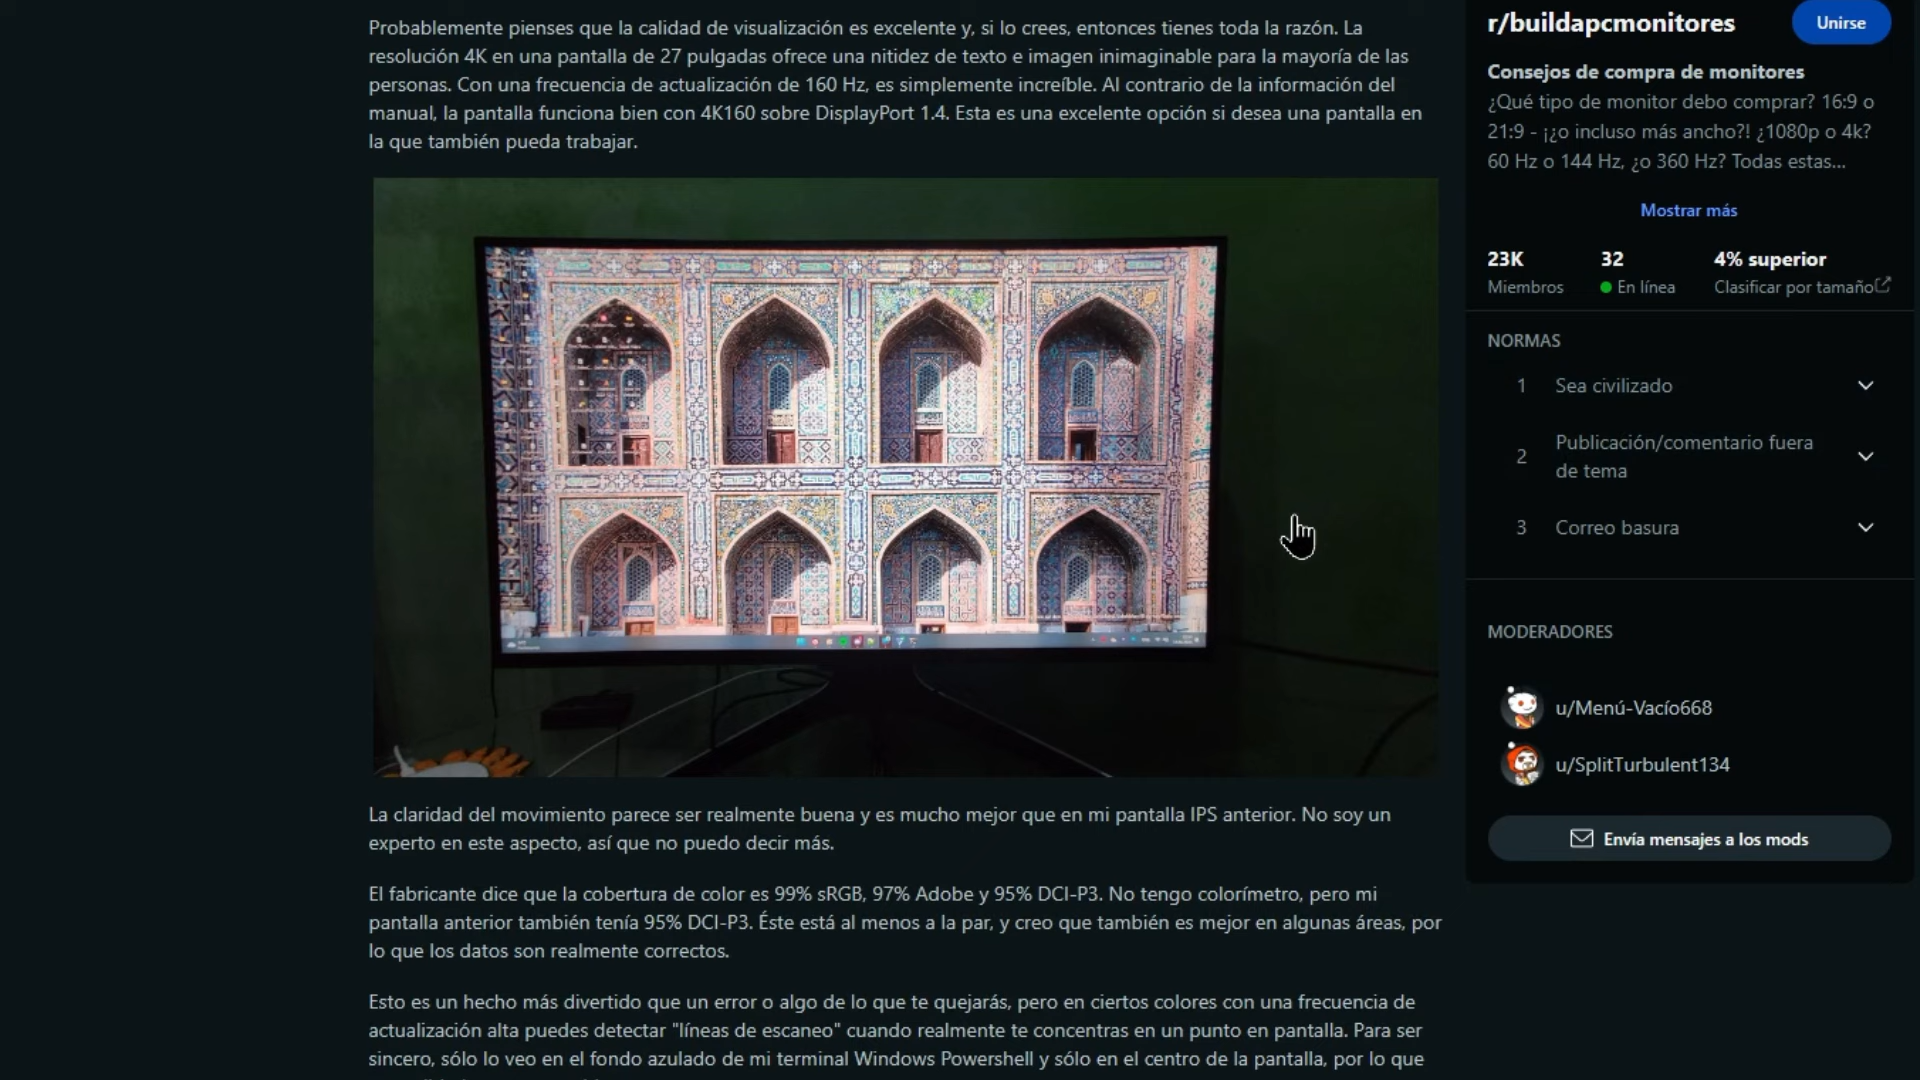 Probablemente pienses que la calidad de visualización es excelente y, si lo crees, entonces tienes toda la razón. La
resolución 4K en una pantalla de 27 pulgadas ofrece una nitidez de texto e imagen inimaginable para la mayoría de las
personas. Con una frecuencia de actualización de 160 Hz, es simplemente increíble. Al contrario de la información del
manual, la pantalla funciona bien con 4K160 sobre DisplayPort 1.4. Esta es una excelente opción si desea una pantalla en
la que también pueda trabajar.
La claridad del movimiento parece ser realmente buena y es mucho mejor que en mi pantalla IPS anterior. No soy un
experto en este aspecto, así que no puedo decir más.
El fabricante dice que la cobertura de color es 99% sRGB, 97% Adobe y 95% DCI-P3. No tengo colorímetro, pero mi
pantalla anterior también tenía 95% DCI-P3. Éste está al menos a la par, y creo que también es mejor en algunas áreas, por
lo que los datos son realmente correctos.
Esto es un hecho más divertido que un error o algo de lo que te quejarás, pero en ciertos colores con una frecuencia de
actualización alta puedes detectar "líneas de escaneo" cuando realmente te concentras en un punto en pantalla. Para ser
sincero, sólo lo veo en el fondo azulado de mi terminal Windows Powershell y sólo en el centro de la pantalla, por lo que
r/buildapcmonitores
Unirse
Consejos de compra de monitores
¿Qué tipo de monitor debo comprar? 16:9 o
21:9 - ¡¿o incluso más ancho?! ¿1080p o 4k?
60 Hz o 144 Hz, ¿o 360 Hz? Todas estas...
Mostrar más
23K 32 4% superior
Miembros En línea Clasificar por tamaño
NORMAS
1 Sea civilizado
2 Publicación/comentario fuera
de tema
3 Correo basura
MODERADORES
u/Menú-Vacío668
u/SplitTurbulent134
Envía mensajes a los mods